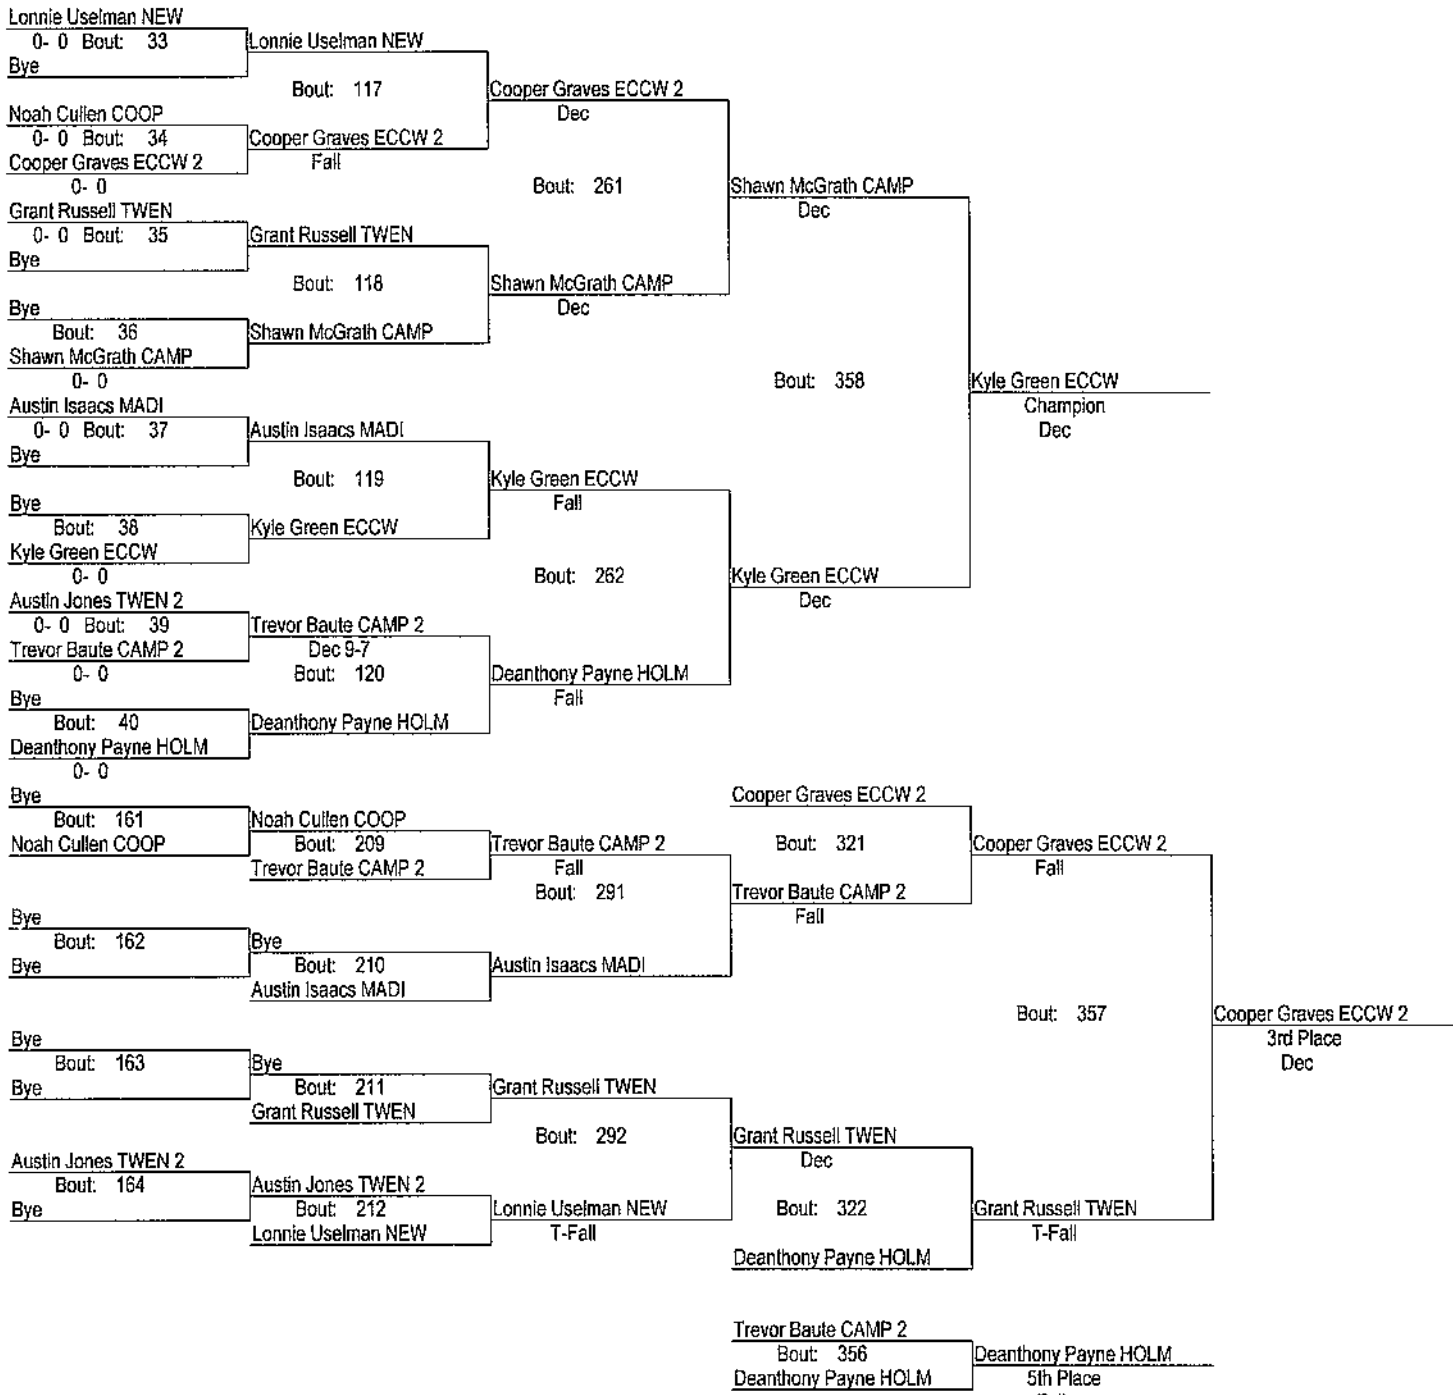 Lonnie Uselman NEW
0- 0 Bout: 33
Lonnie Uselman NEW
Bye
Bout: 117
Cooper Graves ECCW 2
Dec
Noah Cullen COOP
0- 0 Bout: 34
Cooper Graves ECCW 2
Cooper Graves ECCW 2
Fall
0- 0
Bout: 261
Shawn McGrath CAMP
Dec
Grant Russell TWEN
0- 0 Bout: 35
Grant Russell TWEN
Bye
Bout: 118
Shawn McGrath CAMP
Dec
Bye
Bout: 36
Shawn McGrath CAMP
Shawn McGrath CAMP
0- 0
Bout: 358
Kyle Green ECCW
Champion
Dec
Austin Isaacs MADI
0- 0 Bout: 37
Austin Isaacs MADI
Bye
Bout: 119
Kyle Green ECCW
Fall
Bye
Bout: 38
Kyle Green ECCW
Kyle Green ECCW
0- 0
Bout: 262
Kyle Green ECCW
Dec
Austin Jones TWEN 2
0- 0 Bout: 39
Trevor Baute CAMP 2
Trevor Baute CAMP 2
Dec 9-7
0- 0
Bout: 120
Deanthony Payne HOLM
Fall
Bye
Bout: 40
Deanthony Payne HOLM
Deanthony Payne HOLM
0- 0
Bye
Bout: 161
Noah Cullen COOP
Noah Cullen COOP
Bout: 209
Trevor Baute CAMP 2
Trevor Baute CAMP 2
Fall
Bout: 291
Cooper Graves ECCW 2
Bout: 321
Trevor Baute CAMP 2
Fall
Cooper Graves ECCW 2
Fall
Bye
Bout: 162
Bye
Bye
Bout: 210
Austin Isaacs MADI
Austin Isaacs MADI
Bout: 357
Cooper Graves ECCW 2
3rd Place
Dec
Bye
Bout: 163
Bye
Bye
Bout: 211
Grant Russell TWEN
Grant Russell TWEN
Bout: 292
Grant Russell TWEN
Dec
Austin Jones TWEN 2
Bout: 164
Bye
Austin Jones TWEN 2
Bout: 212
Lonnie Uselman NEW
Lonnie Uselman NEW
T-Fall
Bout: 322
Deanthony Payne HOLM
Grant Russell TWEN
T-Fall
Trevor Baute CAMP 2
Bout: 356
Deanthony Payne HOLM
Deanthony Payne HOLM
5th Place